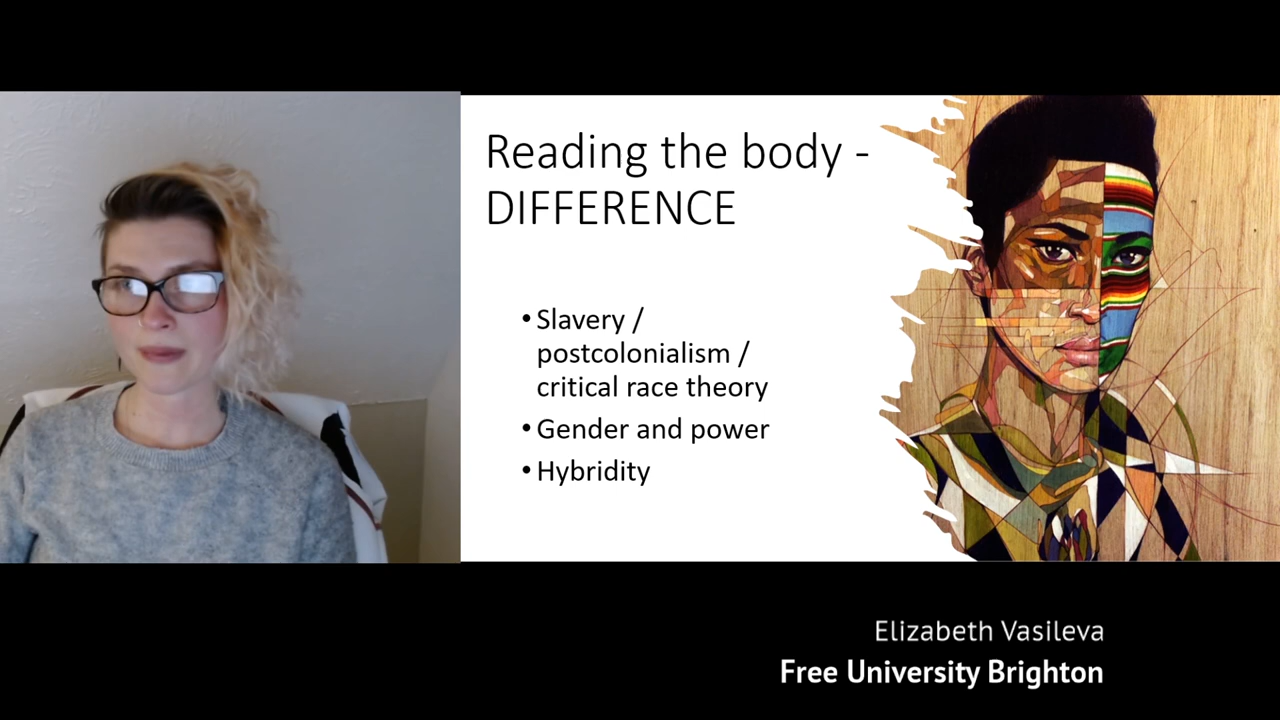 Reading the body -
DIFFERENCE
• Slavery /
postcolonialism /
critical race theory
• Gender and power
• Hybridity
Elizabeth Vasileva
Free University Brighton